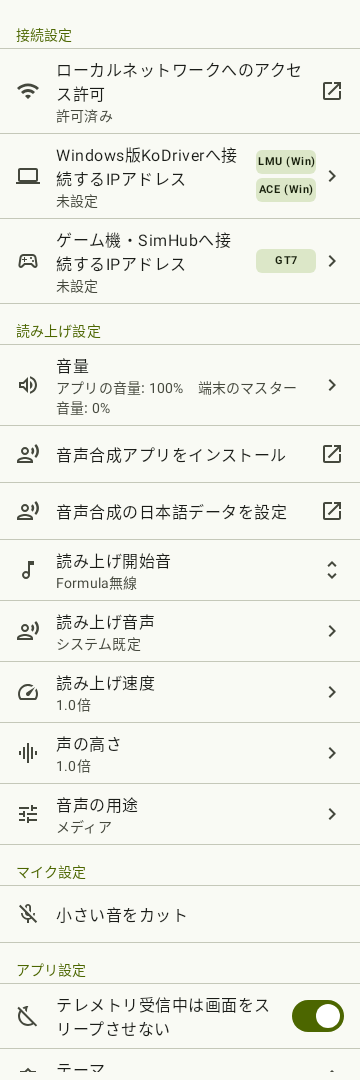 接続設定
ローカルネットワークへのアクセ
ス許可
許可済み
Windows版KoDriverへ接
続するIPアドレス
未設定
LMU (Win)
ACE (Win)
ゲーム機・SimHubへ接
続するIPアドレス
未設定
GT7
読み上げ設定
音量
アプリの音量: 100%　端末のマスター
音量: 0%
音声合成アプリをインストール
音声合成の日本語データを設定
読み上げ開始音
Formula無線
読み上げ音声
システム既定
読み上げ速度
1.0倍
声の高さ
1.0倍
音声の用途
メディア
マイク設定
小さい音をカット
アプリ設定
テレメトリ受信中は画面をス
リープさせない
テーマ